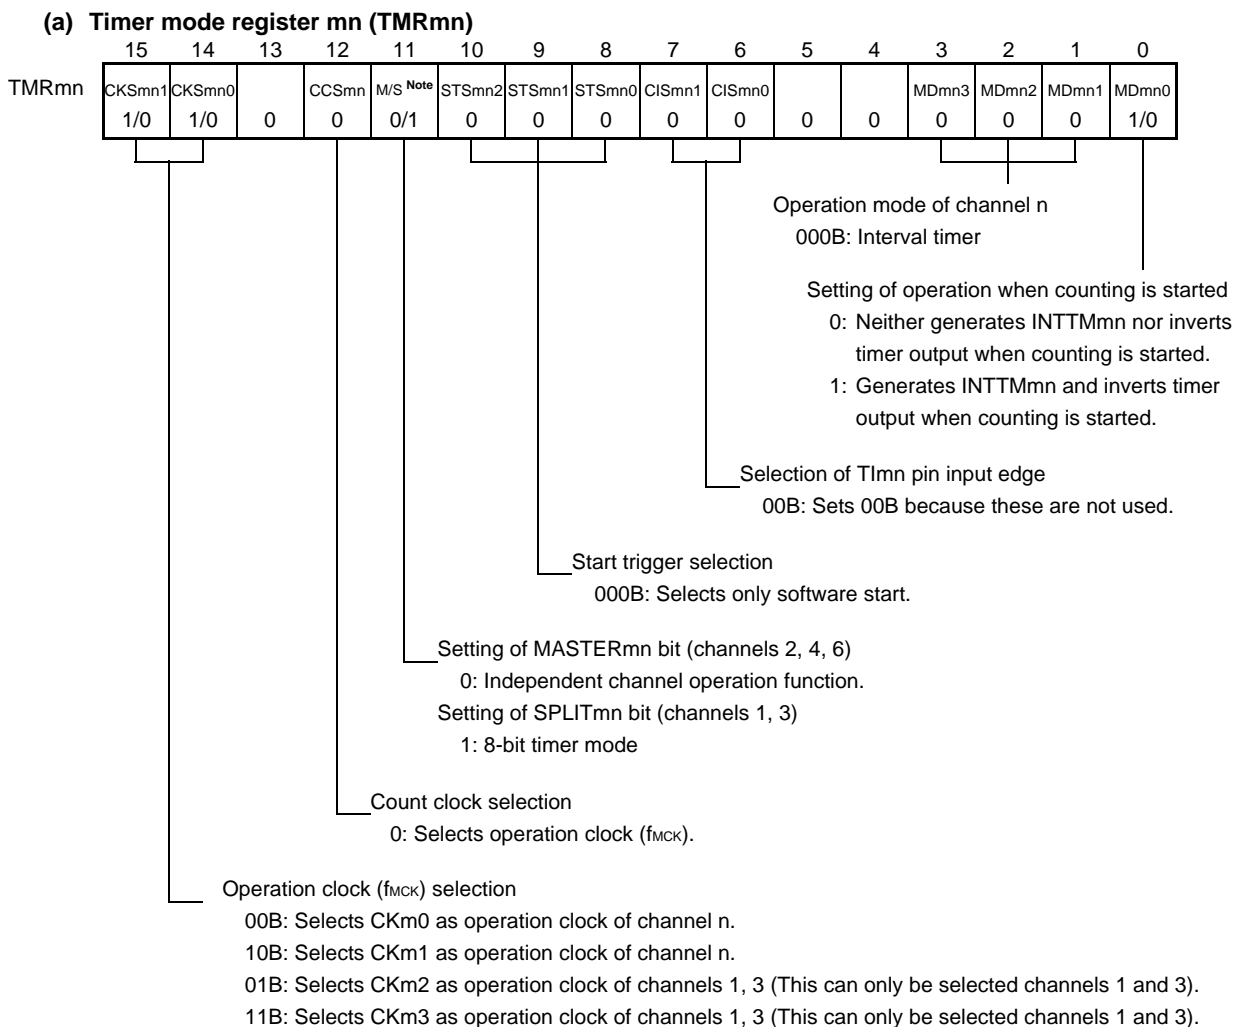 (a) Timer mode register mn (TMRmn)
15 14 13 12 11 10 9 8 7 6 5 4 3 2 1 0
TMRmn CKSmn1 CKSmn0 CCSmn M/S Note STSmn2 STSmn1 STSmn0 CISmn1 CISmn0 MDmn3 MDmn2 MDmn1 MDmn0
1/0 1/0 0 0 0/1 0 0 0 0 0 0 0 0 0 0 1/0
Operation mode of channel n
000B: Interval timer
Setting of operation when counting is started
0: Neither generates INTTMmn nor inverts
timer output when counting is started.
1: Generates INTTMmn and inverts timer
output when counting is started.
Selection of TImn pin input edge
00B: Sets 00B because these are not used.
Start trigger selection
000B: Selects only software start.
Setting of MASTERmn bit (channels 2, 4, 6)
0: Independent channel operation function.
Setting of SPLITmn bit (channels 1, 3)
1: 8-bit timer mode
Count clock selection
0: Selects operation clock (fMCK).
Operation clock (fMCK) selection
00B: Selects CKm0 as operation clock of channel n.
10B: Selects CKm1 as operation clock of channel n.
01B: Selects CKm2 as operation clock of channels 1, 3 (This can only be selected channels 1 and 3).
11B: Selects CKm3 as operation clock of channels 1, 3 (This can only be selected channels 1 and 3).